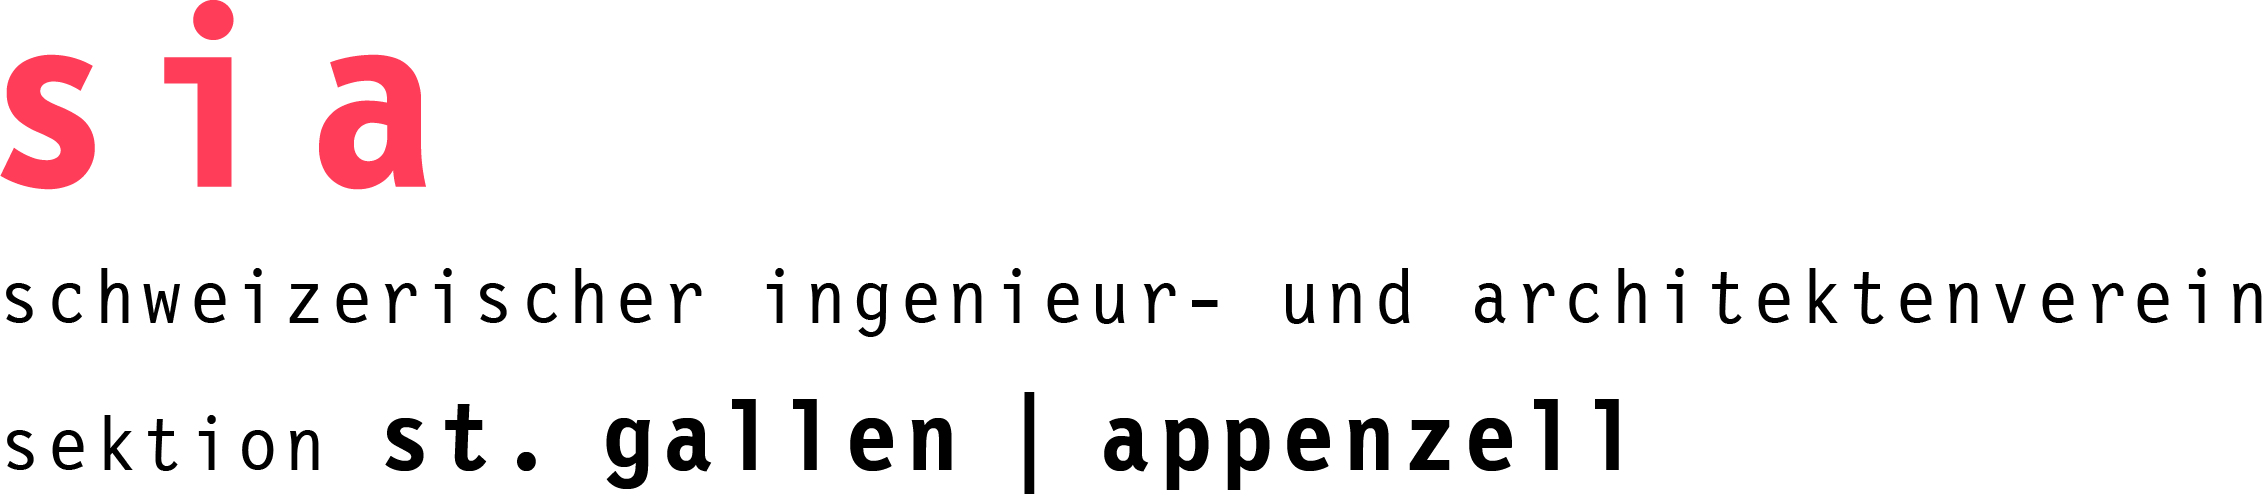 sia
schweizerischer ingenieur- und architektenverein
sektion st. gallen | appenzell